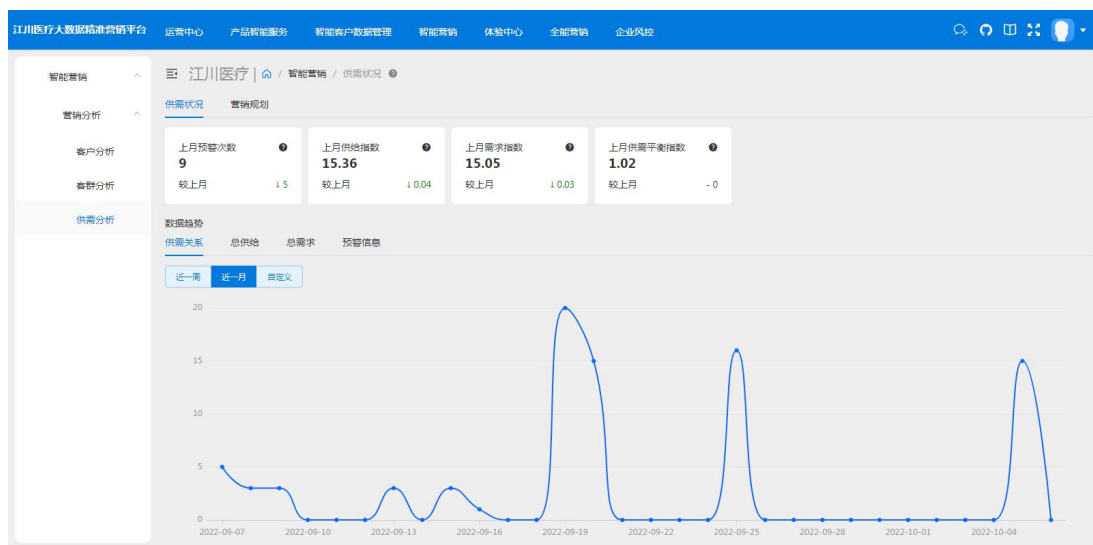 江川医疗大数据精准营销平台 运营中心 产品智能服务 智能客户数据管理 智能营销 体验中心 全能营销 企业风控
智能营销
营销分析
客户分析
客群分析
供需分析
江川医疗 | / 智能营销 / 供需状况
供需状况 营销规划
上月预警次数 上月供给指数 上月需求指数 上月供需平衡指数
9 15.36 15.05 1.02
较上月 ↓ 5 较上月 ↓ 0.04 较上月 ↓ 0.03 较上月 - 0
数据趋势
供需关系 总供给 总需求 预警信息
近一周 近一月 自定义
20
15
10
5
0
2022-09-07 2022-09-10 2022-09-13 2022-09-16 2022-09-19 2022-09-22 2022-09-25 2022-09-28 2022-10-01 2022-10-04